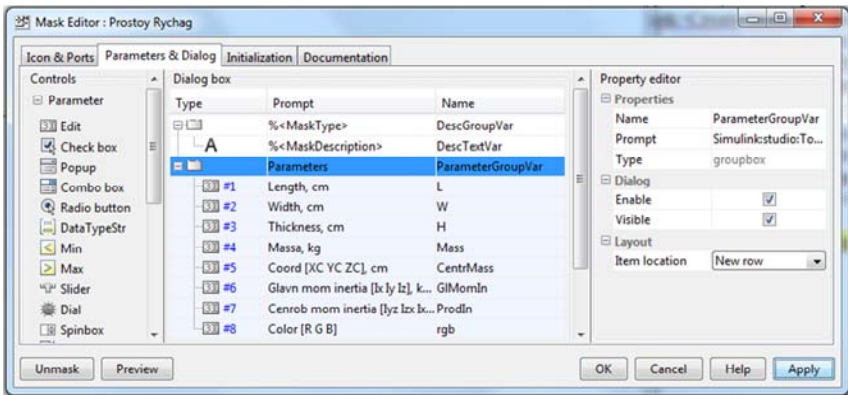 Mask Editor : Prostoy Rychag
Icon & Ports Parameters & Dialog Initialization Documentation
Controls
Parameter
Edit
Check box
Popup
Combo box
Radio button
DataTypeStr
Min
Max
Slider
Dial
Spinbox
Dialog box
Type Prompt Name
%<MaskType> DescGroupVar
A %<MaskDescription> DescTextVar
Parameters ParameterGroupVar
#1 Length, cm L
#2 Width, cm W
#3 Thickness, cm H
#4 Massa, kg Mass
#5 Coord [XC YC ZC], cm CentrMass
#6 Glavn mom inertia [Ix Iy Iz], k... GlMomIn
#7 Cenrob mom inertia [Iyz Izx Ix... ProdIn
#8 Color [R G B] rgb
Property editor
Properties
Name ParameterGroupVar
Prompt Simulink:studio:To...
Type groupbox
Dialog
Enable
Visible
Layout
Item location New row
Unmask Preview OK Cancel Help Apply